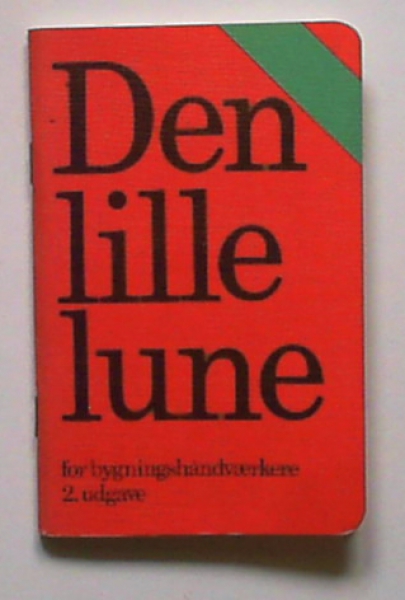 Den
lille
lune
for bygningshåndværkere
2. udgave